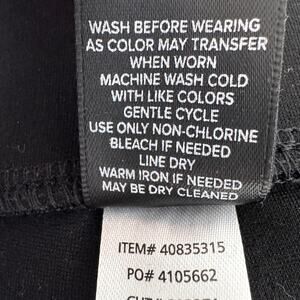 WASH BEFORE WEARING
AS COLOR MAY TRANSFER
WHEN WORN
MACHINE WASH COLD
WITH LIKE COLORS
GENTLE CYCLE
USE ONLY NON-CHLORINE
BLEACH IF NEEDED
LINE DRY
WARM IRON IF NEEDED
MAY BE DRY CLEANED
ITEM# 40835315
PO# 4105662